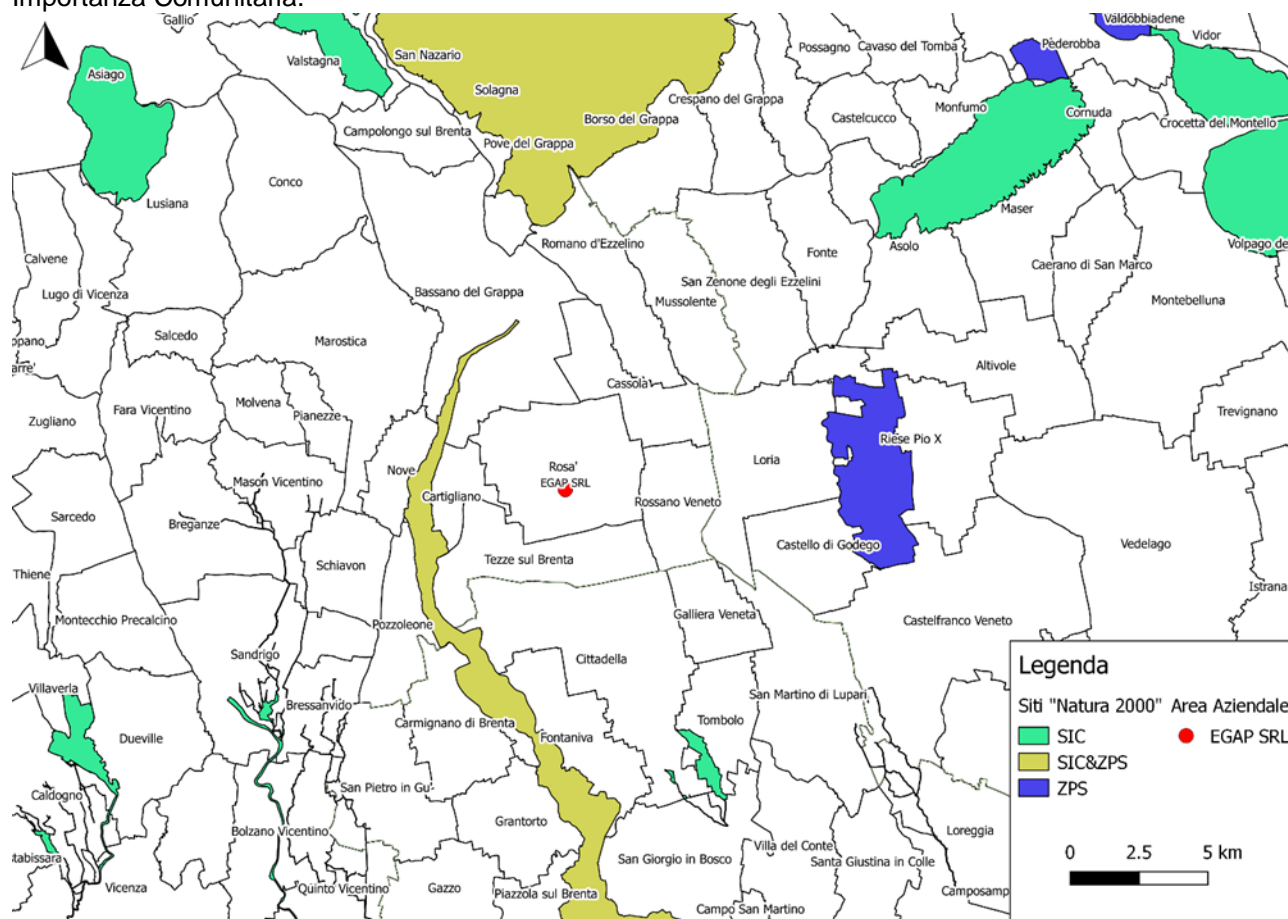 Importanza Comunitaria.
Gallio
Valdobbiadene
Vidor
San Nazario
Possagno
Cavaso del Tomba
Pederobba
Valstagna
Asiago
Solagna
Crespano del Grappa
Monfumo
Cornuda
Borso del Grappa
Castelcucco
Crocetta del Montello
Campolongo sul Brenta
Pove del Grappa
Conco
Lusiana
Maser
Romano d'Ezzelino
Asolo
Volpago de
Fonte
Calvene
San Zenone degli Ezzelini
Caerano di San Marco
Lugo di Vicenza
Bassano del Grappa
Mussolente
Montebelluna
Salcedo
Marostica
Altivole
Cassola
Molvena
Fara Vicentino
Pianezze
Trevignano
Zugliano
Riese Pio X
Loria
Rosa'
Nove
EGAP SRL
Mason Vicentino
Cartigliano
Rossano Veneto
Sarcedo
Breganze
Castello di Godego
Vedelago
Tezze sul Brenta
Schiavon
Thiene
Istrana
Galliera Veneta
Montecchio Precalcino
Pozzoleone
Castelfranco Veneto
Sandrigo
Cittadella
Villaverla
San Martino di Lupari
Bressanvido
Carmignano di Brenta
Tombolo
Dueville
Fontaniva
San Pietro in Gu'
Caldogno
Grantorto
Bolzano Vicentino
Loreggia
Villa del Conte
tabissara
San Giorgio in Bosco
Santa Giustina in Colle
Vicenza
Quinto Vicentino
Gazzo
Piazzola sul Brenta
Camposamp
Campo San Martino
Legenda
Siti "Natura 2000" Area Aziendale
SIC
EGAP SRL
SIC&ZPS
ZPS
0 2.5 5 km